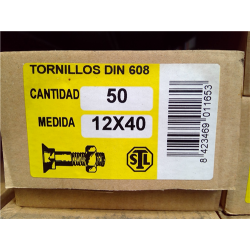 TORNILLOS DIN 608
CANTIDAD 50
MEDIDA 12X40
STL
8 423469 011653